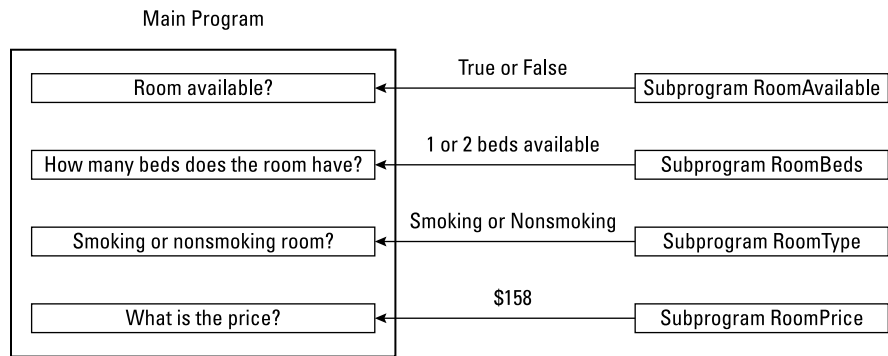 Main Program
True or False
Room available?
Subprogram RoomAvailable
1 or 2 beds available
How many beds does the room have?
Subprogram RoomBeds
Smoking or Nonsmoking
Smoking or nonsmoking room?
Subprogram RoomType
$158
What is the price?
Subprogram RoomPrice